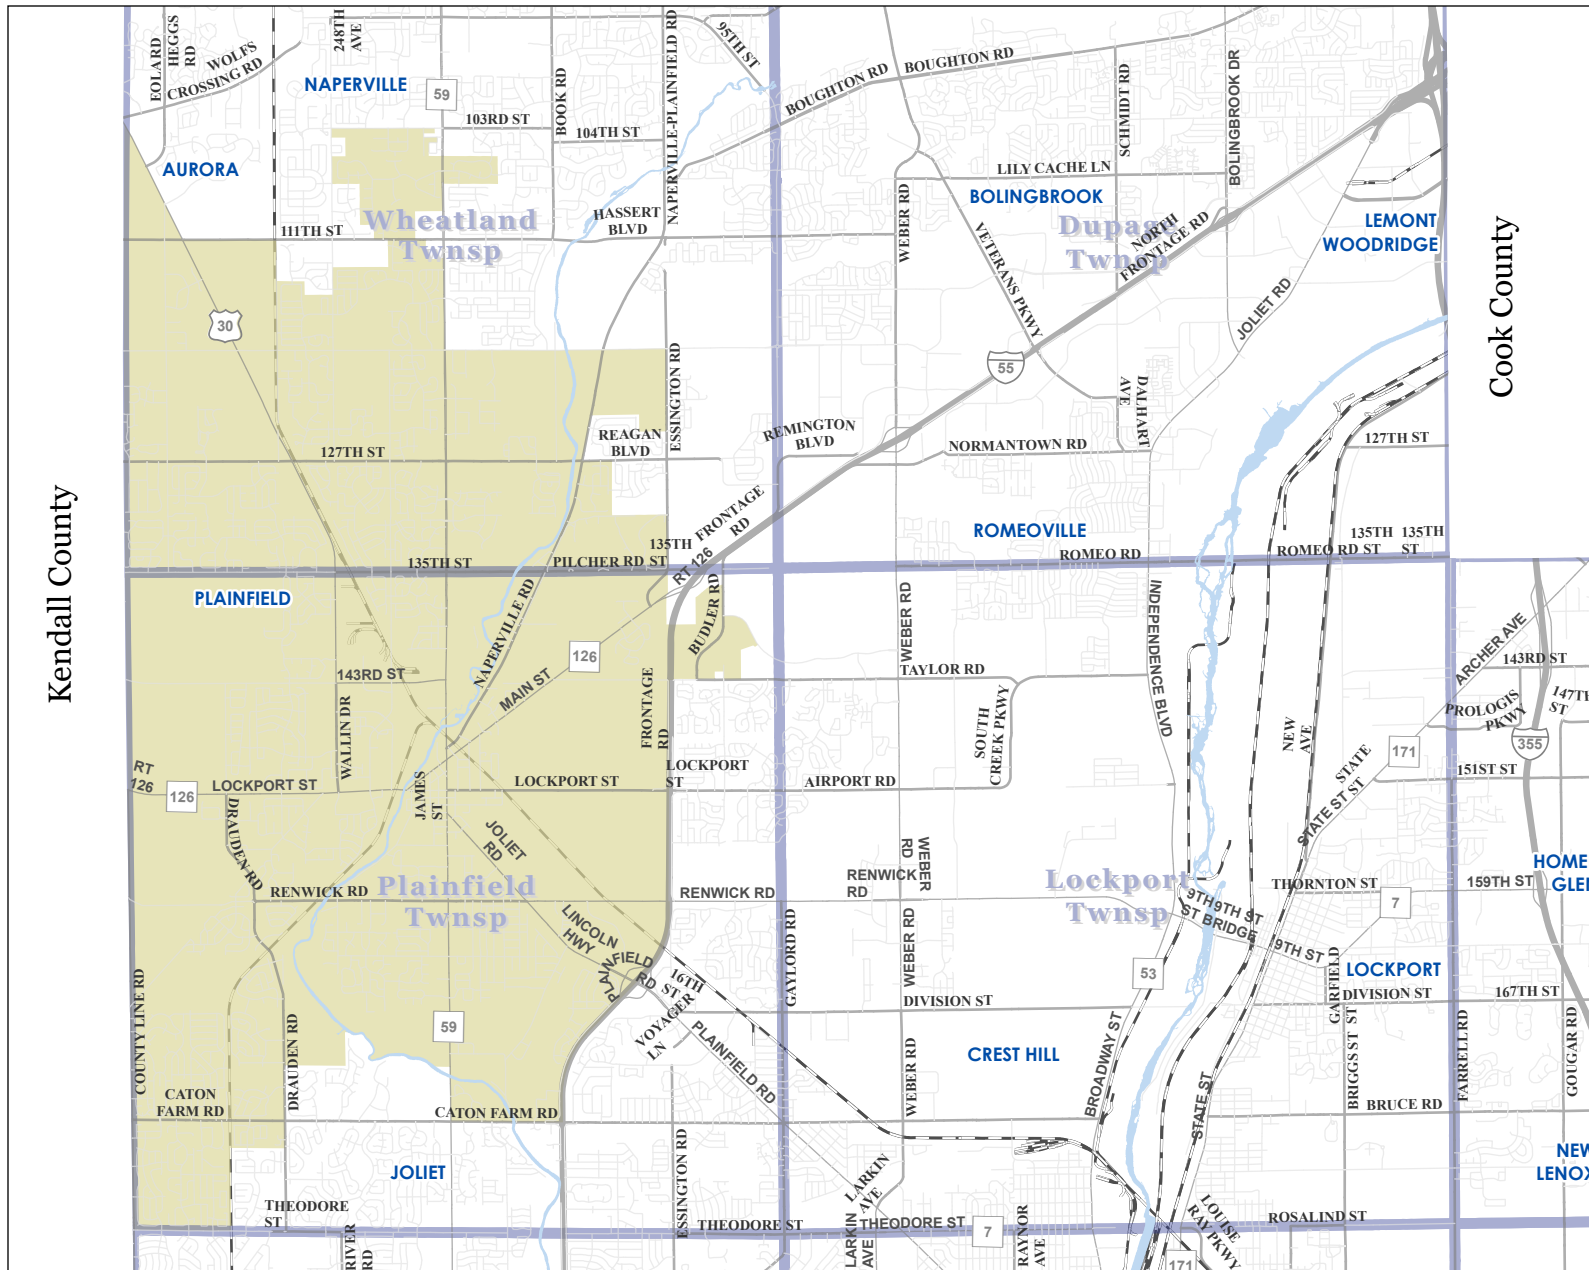 EOLARD
HEGGS
RD
WOLFS
CROSSING RD
248TH
AVE
NAPERVILLE
59
103RD ST
104TH ST
BOOK RD
NAPERVILLE-PLAINFIELD RD
95TH ST
BOUGHTON RD
BOUGHTON RD
SCHMIDT RD
BOLINGBROOK DR
AURORA
Wheatland
Twnsp
111TH ST
HASSERT
BLVD
WEBER RD
LILY CACHE LN
BOLINGBROOK
Dupage
Twnsp
NORTH
FRONTAGE RD
VETERANS PKWY
LEMONT
WOODRIDGE
JOLIET RD
Cook County
30
55
ESSINGTON RD
REAGAN
BLVD
REMINGTON
BLVD
NORMANTOWN RD
DALHART
AVE
127TH ST
127TH ST
Kendall County
FRONTAGE
RD
ROMEOVILLE
135TH ST
PILCHER RD ST
135TH
RT 126
ROMEO RD
ROMEO RD ST
135TH
135TH
ST
PLAINFIELD
NAPERVILLE RD
BUDLER RD
126
143RD ST
MAIN ST
WALLIN DR
FRONTAGE
RD
WEBER RD
TAYLOR RD
SOUTH
CREEK PKWY
INDEPENDENCE BLVD
NEW
AVE
ARCHER AVE
143RD ST
PROLOGIS
PKWY
147TH
ST
355
171
STATE
STATE ST ST
151ST ST
RT
126
126
LOCKPORT ST
JAMES
ST
LOCKPORT ST
LOCKPORT
ST
AIRPORT RD
DRAUDEN RD
JOLIET
RD
RENWICK RD
Plainfield
Twnsp
LINCOLN
HWY
RENWICK RD
RENWICK
RD
WEBER
RD
Lockport
Twnsp
9TH
9TH ST
ST BRIDGE
9TH ST
THORNTON ST
7
159TH ST
HOME
GLEN
PLAINFIELD
RD
16TH
ST
GAYLORD RD
WEBER RD
DIVISION ST
53
LOCKPORT
GARFIELD
ST
DIVISION ST
167TH ST
COUNTY LINE RD
DRAUDEN RD
59
VOYAGER
LN
PLAINFIELD RD
CREST HILL
WEBER RD
BROADWAY ST
STATE ST
BRIGGS ST
FARRELL RD
GOUGAR RD
BRUCE RD
CATON
FARM RD
CATON FARM RD
JOLIET
ESSINGTON RD
LARKIN
AVE
THEODORE
ST
RIVER
RD
THEODORE ST
LARKIN
AVE
THEODORE ST
7
RAYNOR
AVE
171
LOUISE
RAY PKWY
ROSALIND ST
NEW
LENOX